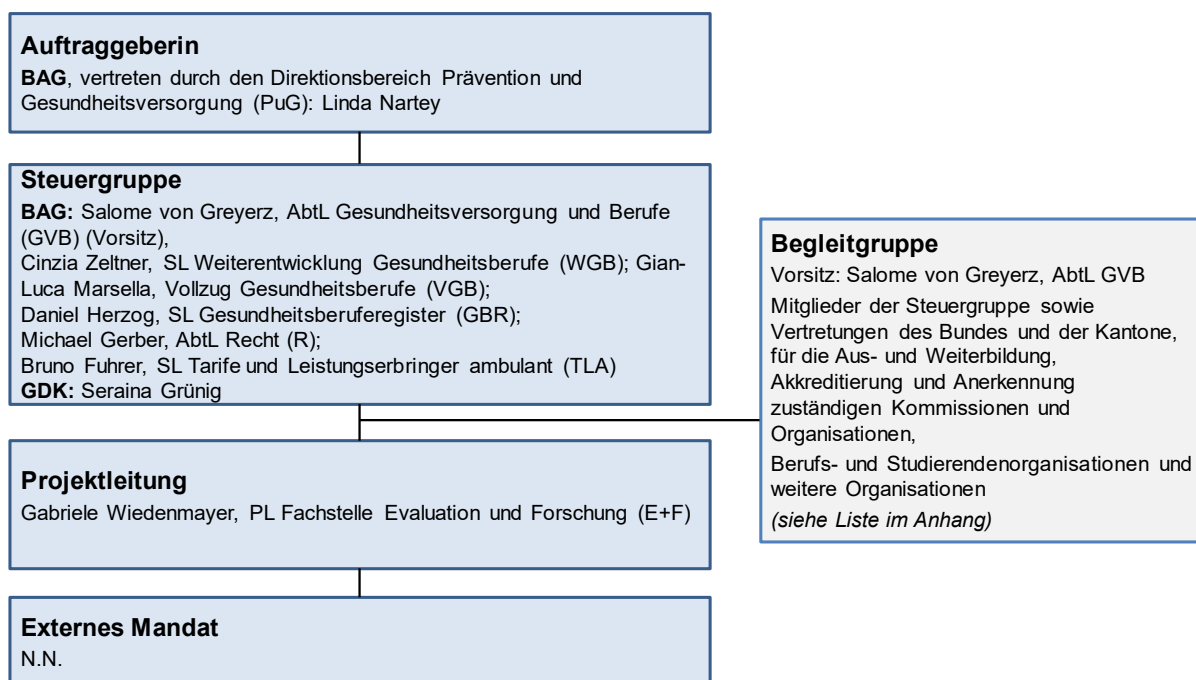 Auftraggeberin
BAG, vertreten durch den Direktionsbereich Prävention und
Gesundheitsversorgung (PuG): Linda Nartey
Steuergruppe
BAG: Salome von Greyerz, AbtL Gesundheitsversorgung und Berufe
(GVB) (Vorsitz),
Cinzia Zeltner, SL Weiterentwicklung Gesundheitsberufe (WGB); Gian-
Luca Marsella, Vollzug Gesundheitsberufe (VGB);
Daniel Herzog, SL Gesundheitsberuferegister (GBR);
Michael Gerber, AbtL Recht (R);
Bruno Fuhrer, SL Tarife und Leistungserbringer ambulant (TLA)
GDK: Seraina Grünig
Begleitgruppe
Vorsitz: Salome von Greyerz, AbtL GVB
Mitglieder der Steuergruppe sowie
Vertretungen des Bundes und der Kantone,
für die Aus- und Weiterbildung,
Akkreditierung und Anerkennung
zuständigen Kommissionen und
Organisationen,
Berufs- und Studierendenorganisationen und
weitere Organisationen
(siehe Liste im Anhang)
Projektleitung
Gabriele Wiedenmayer, PL Fachstelle Evaluation und Forschung (E+F)
Externes Mandat
N.N.